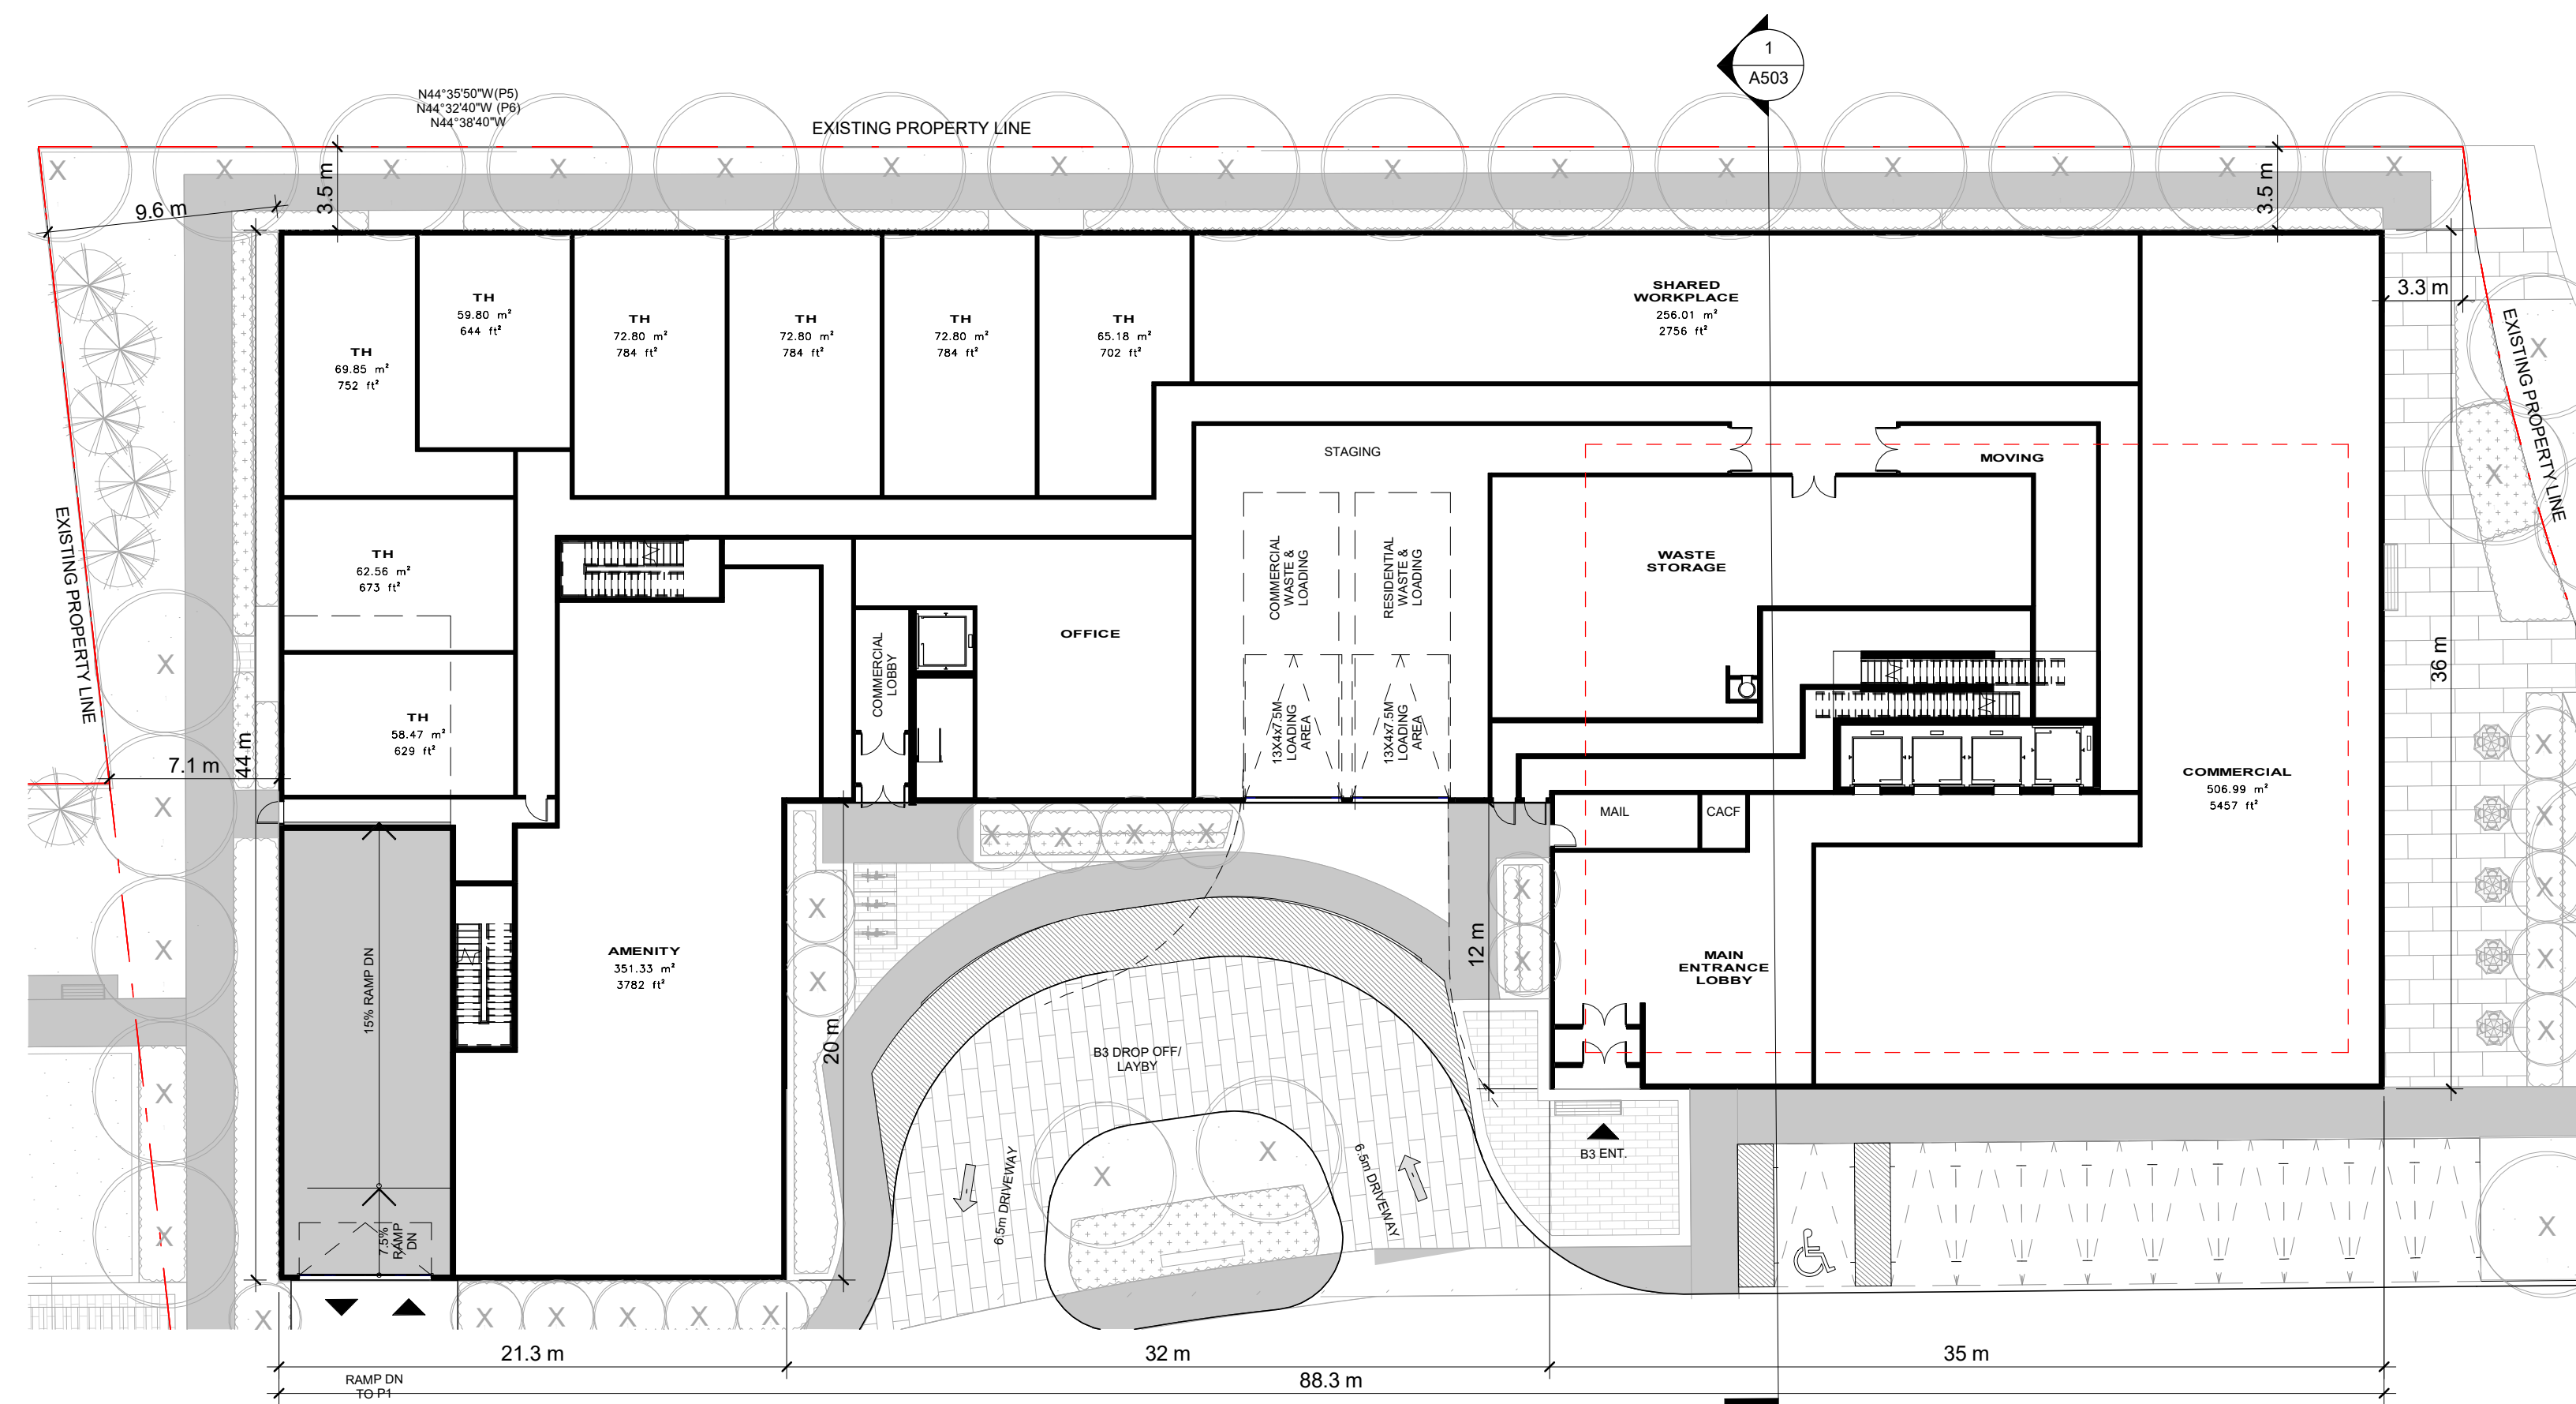 1
A503
N44°35'50"W(P5)
N44°32'40"W (P6)
N44°38'40"W
EXISTING PROPERTY LINE
3.5 m
3.5 m
9.6 m
3.3 m
EXISTING PROPERTY LINE
EXISTING PROPERTY LINE
TH
59.80 m²
644 ft²
TH
72.80 m²
784 ft²
TH
72.80 m²
784 ft²
TH
72.80 m²
784 ft²
TH
65.18 m²
702 ft²
TH
69.85 m²
752 ft²
SHARED
WORKPLACE
256.01 m²
2756 ft²
STAGING
MOVING
TH
62.56 m²
673 ft²
COMMERCIAL
WASTE &
LOADING
RESIDENTIAL
WASTE &
LOADING
WASTE
STORAGE
OFFICE
COMMERCIAL
LOBBY
36 m
TH
58.47 m²
629 ft²
13X4x7.5M
LOADING
AREA
13X4x7.5M
LOADING
AREA
7.1 m
44 m
COMMERCIAL
506.99 m²
5457 ft²
MAIL
CACF
AMENITY
351.33 m²
3782 ft²
MAIN
ENTRANCE
LOBBY
12 m
15% RAMP DN
20 m
B3 DROP OFF/
LAYBY
6.5m DRIVEWAY
6.5m DRIVEWAY
B3 ENT.
7.5%
RAMP
DN
21.3 m
32 m
35 m
RAMP DN
TO P1
88.3 m